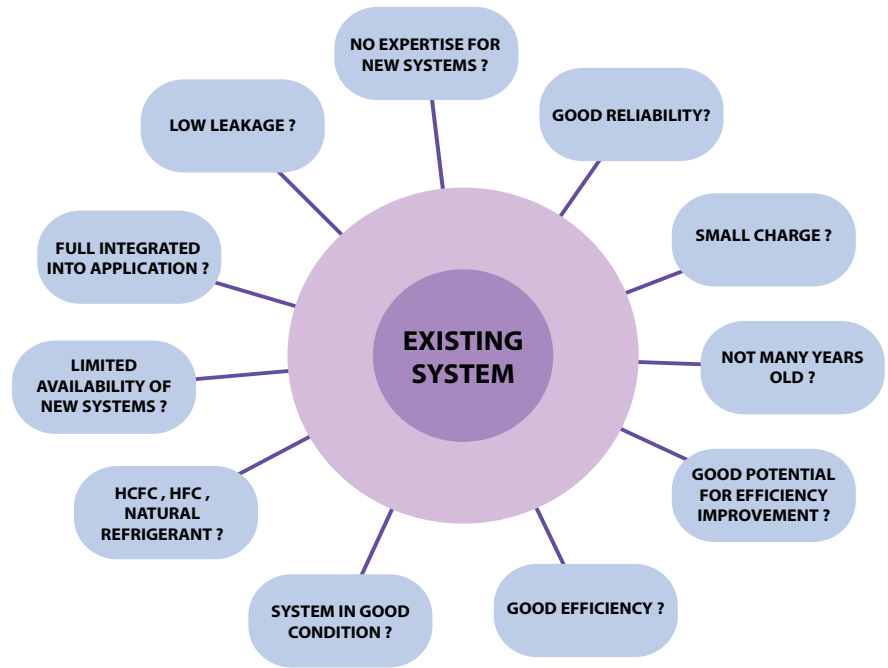 NO EXPERTISE FOR
NEW SYSTEMS ?
GOOD RELIABILITY?
SMALL CHARGE ?
NOT MANY YEARS
OLD ?
GOOD POTENTIAL
FOR EFFICIENCY
IMPROVEMENT ?
GOOD EFFICIENCY ?
SYSTEM IN GOOD
CONDITION ?
HCFC , HFC ,
NATURAL
REFRIGERANT ?
LIMITED
AVAILABILITY OF
NEW SYSTEMS ?
FULL INTEGRATED
INTO APPLICATION ?
LOW LEAKAGE ?
EXISTING
SYSTEM